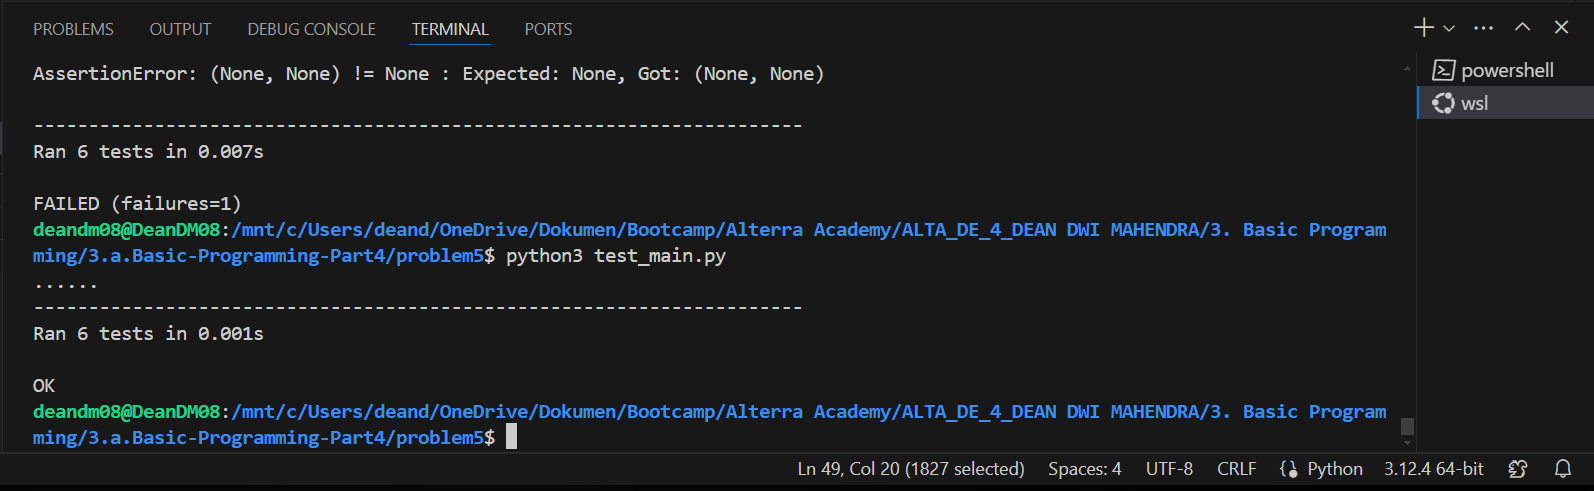 PROBLEMS OUTPUT DEBUG CONSOLE TERMINAL PORTS
AssertionError: (None, None) != None : Expected: None, Got: (None, None)
----------------------------------------------------------------------
Ran 6 tests in 0.007s
FAILED (failures=1)
deandm08@DeanDM08:/mnt/c/Users/deand/OneDrive/Dokumen/Bootcamp/Alterra Academy/ALTA_DE_4_DEAN DWI MAHENDRA/3. Basic Program
ming/3.a.Basic-Programming-Part4/problem5$ python3 test_main.py
......
----------------------------------------------------------------------
Ran 6 tests in 0.001s
OK
deandm08@DeanDM08:/mnt/c/Users/deand/OneDrive/Dokumen/Bootcamp/Alterra Academy/ALTA_DE_4_DEAN DWI MAHENDRA/3. Basic Program
ming/3.a.Basic-Programming-Part4/problem5$
powershell
wsl
Ln 49, Col 20 (1827 selected) Spaces: 4 UTF-8 CRLF Python 3.12.4 64-bit